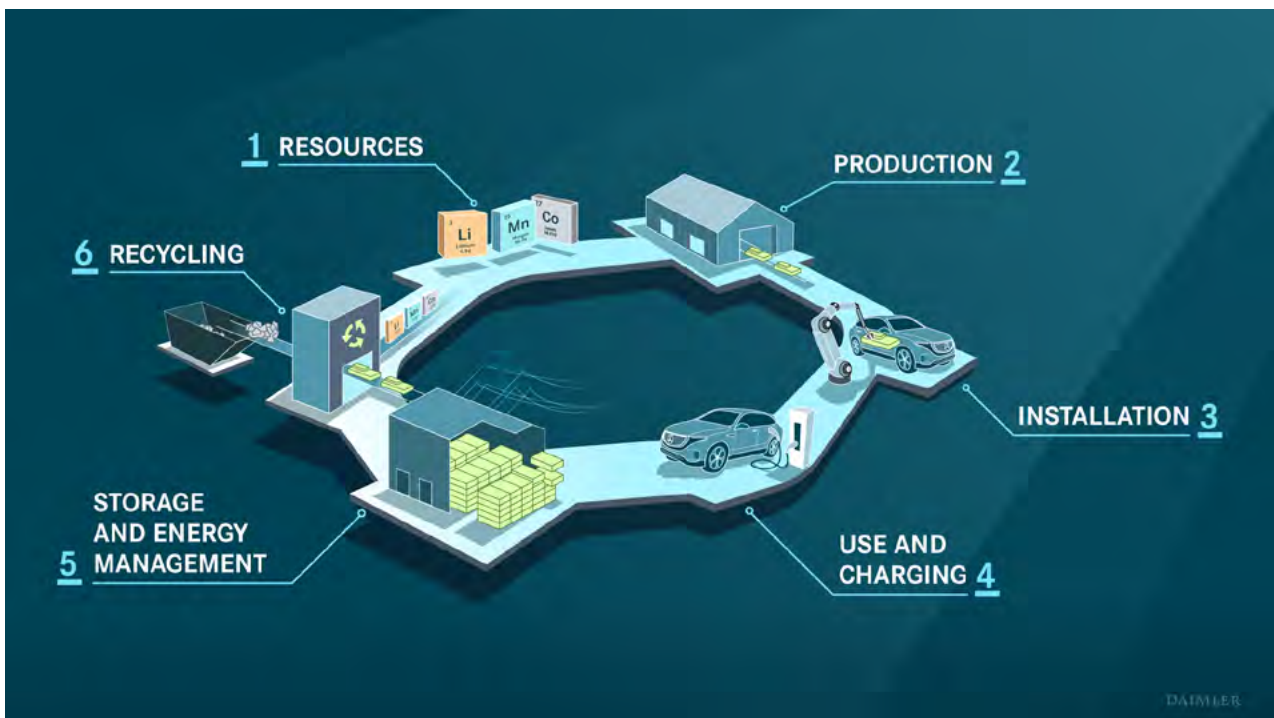 1 RESOURCES
PRODUCTION 2
6 RECYCLING
Li
Mn
Co
INSTALLATION 3
STORAGE
AND ENERGY
5 MANAGEMENT
USE AND
CHARGING 4
DAIMLER